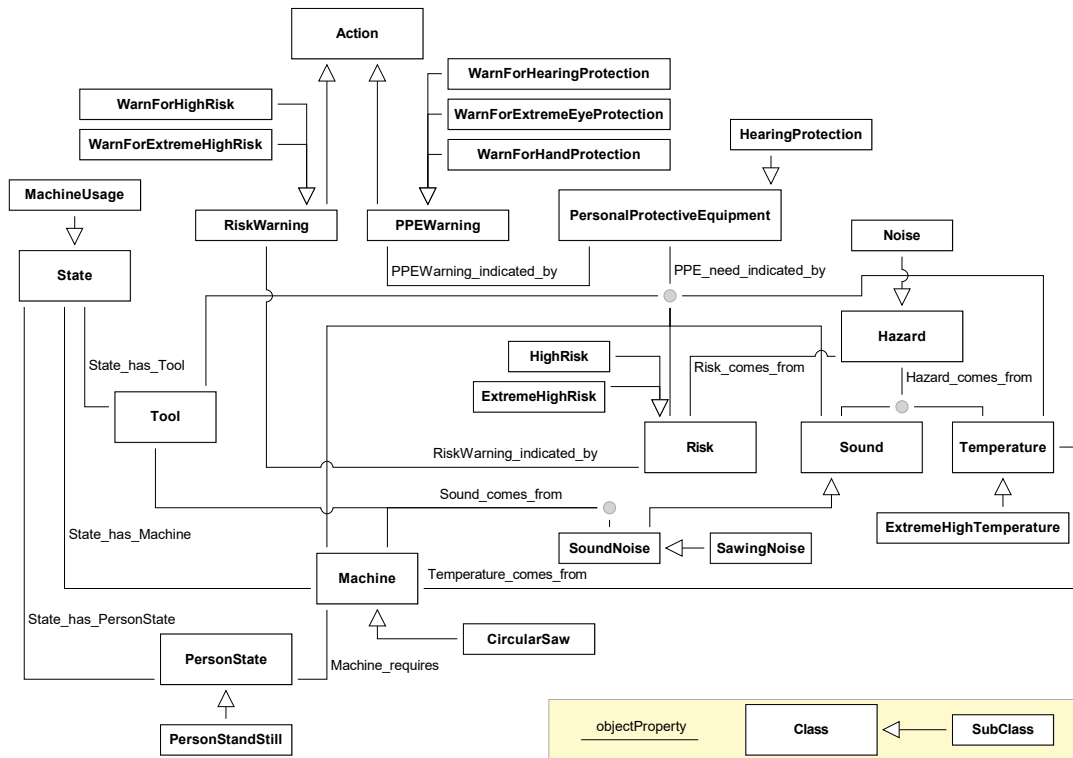 Action
WarnForHearingProtection
WarnForHighRisk
WarnForExtremeEyeProtection
HearingProtection
WarnForExtremeHighRisk
WarnForHandProtection
MachineUsage
PersonalProtectiveEquipment
RiskWarning
PPEWarning
Noise
State
PPEWarning_indicated_by
PPE_need_indicated_by
Hazard
HighRisk
State_has_Tool
Risk_comes_from
Hazard_comes_from
ExtremeHighRisk
Tool
Risk
Sound
Temperature
RiskWarning_indicated_by
Sound_comes_from
State_has_Machine
ExtremeHighTemperature
SoundNoise
SawingNoise
Machine
Temperature_comes_from
State_has_PersonState
CircularSaw
PersonState
Machine_requires
PersonStandStill
objectProperty
Class
SubClass